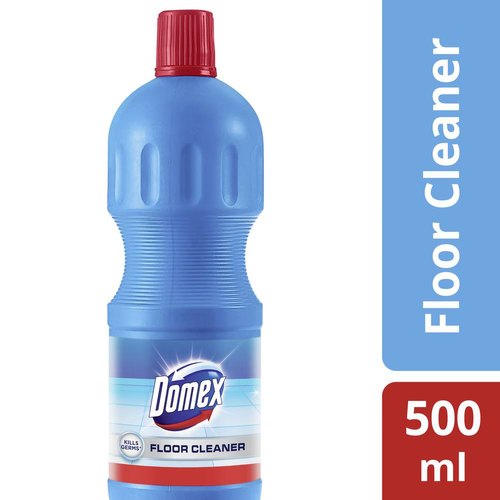 Domex
KILLS
GERMS*
FLOOR CLEANER
Floor Cleaner
500
ml